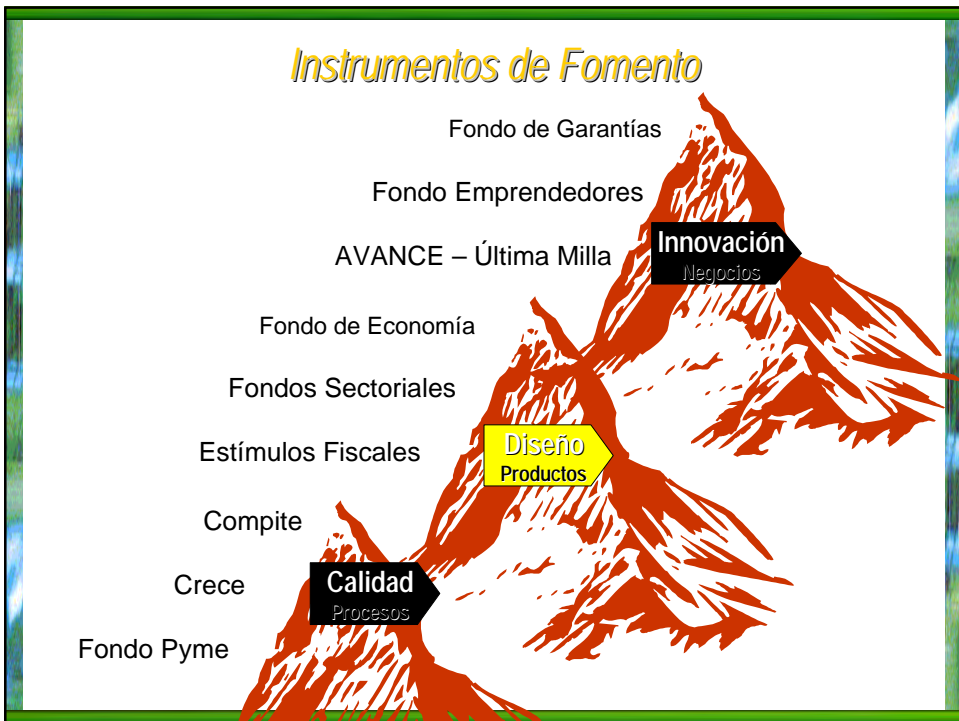 Instrumentos de Fomento
Fondo de Garantías
Fondo Emprendedores
AVANCE – Última Milla
Innovación
Negocios
Fondo de Economía
Fondos Sectoriales
Estímulos Fiscales
Diseño
Productos
Compite
Crece
Fondo Pyme
Calidad
Procesos